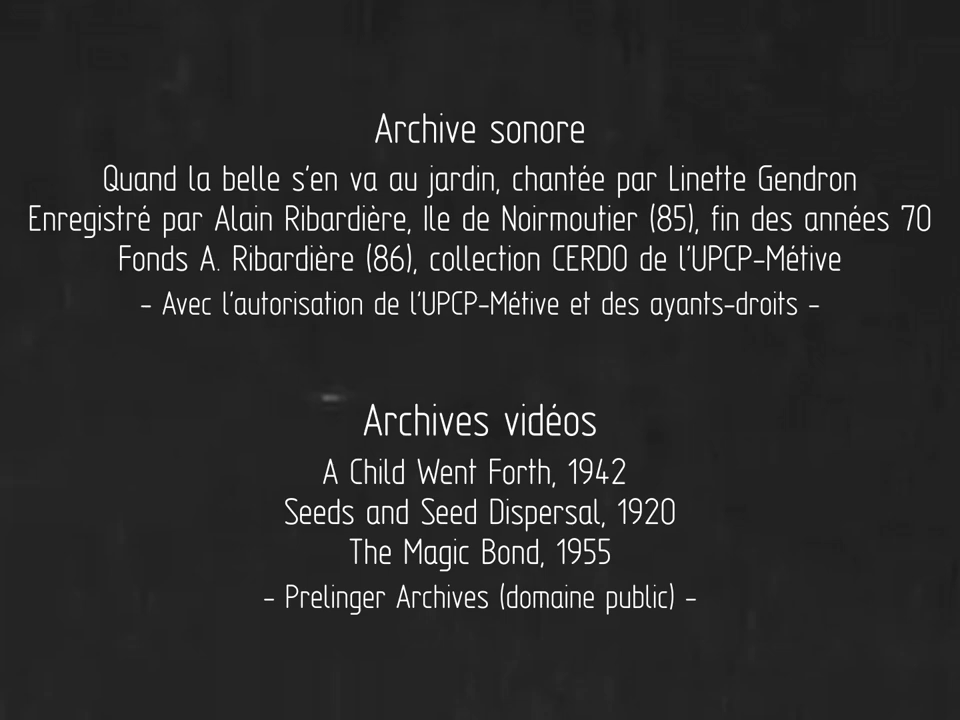 Archive sonore
Quand la belle s'en va au jardin, chantée par Linette Gendron
Enregistré par Alain Ribardière, Ile de Noirmoutier (85), fin des années 70
Fonds A. Ribardière (86), collection CERDO de l'UPCP-Métive
- Avec l'autorisation de l'UPCP-Métive et des ayants-droits -
Archives vidéos
A Child Went Forth, 1942
Seeds and Seed Dispersal, 1920
The Magic Bond, 1955
- Prelinger Archives (domaine public) -